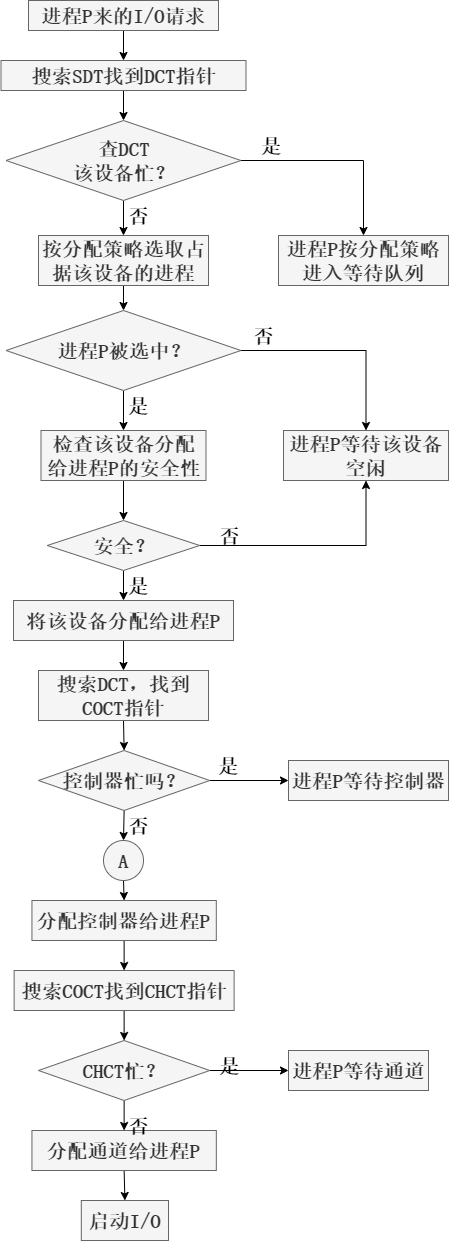 进程P来的I/O请求
搜索SDT找到DCT指针
查DCT
该设备忙？
是
否
按分配策略选取占
据该设备的进程
进程P按分配策略
进入等待队列
进程P被选中？
否
是
检查该设备分配
给进程P的安全性
进程P等待该设备
空闲
安全？
否
是
将该设备分配给进程P
搜索DCT，找到
COCT指针
控制器忙吗？
是
进程P等待控制器
否
A
分配控制器给进程P
搜索COCT找到CHCT指针
CHCT忙？
是
进程P等待通道
否
分配通道给进程P
启动I/O